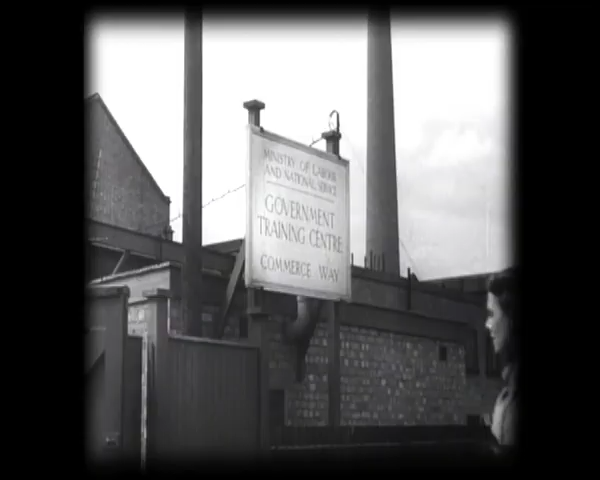 MINISTRY OF LABOUR
AND NATIONAL SERVICE
GOVERNMENT
TRAINING CENTRE
COMMERCE WAY